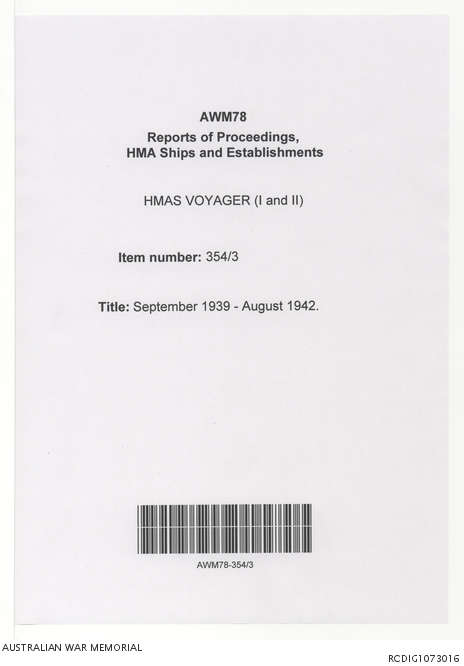 AWM78
Reports of Proceedings,
HMA Ships and Establishments
HMAS VOYAGER (I and II)
Item number: 354/3
Title: September 1939 - August 1942.
AWM78-354/3
AUSTRALIAN WAR MEMORIAL
RCDIG1073016